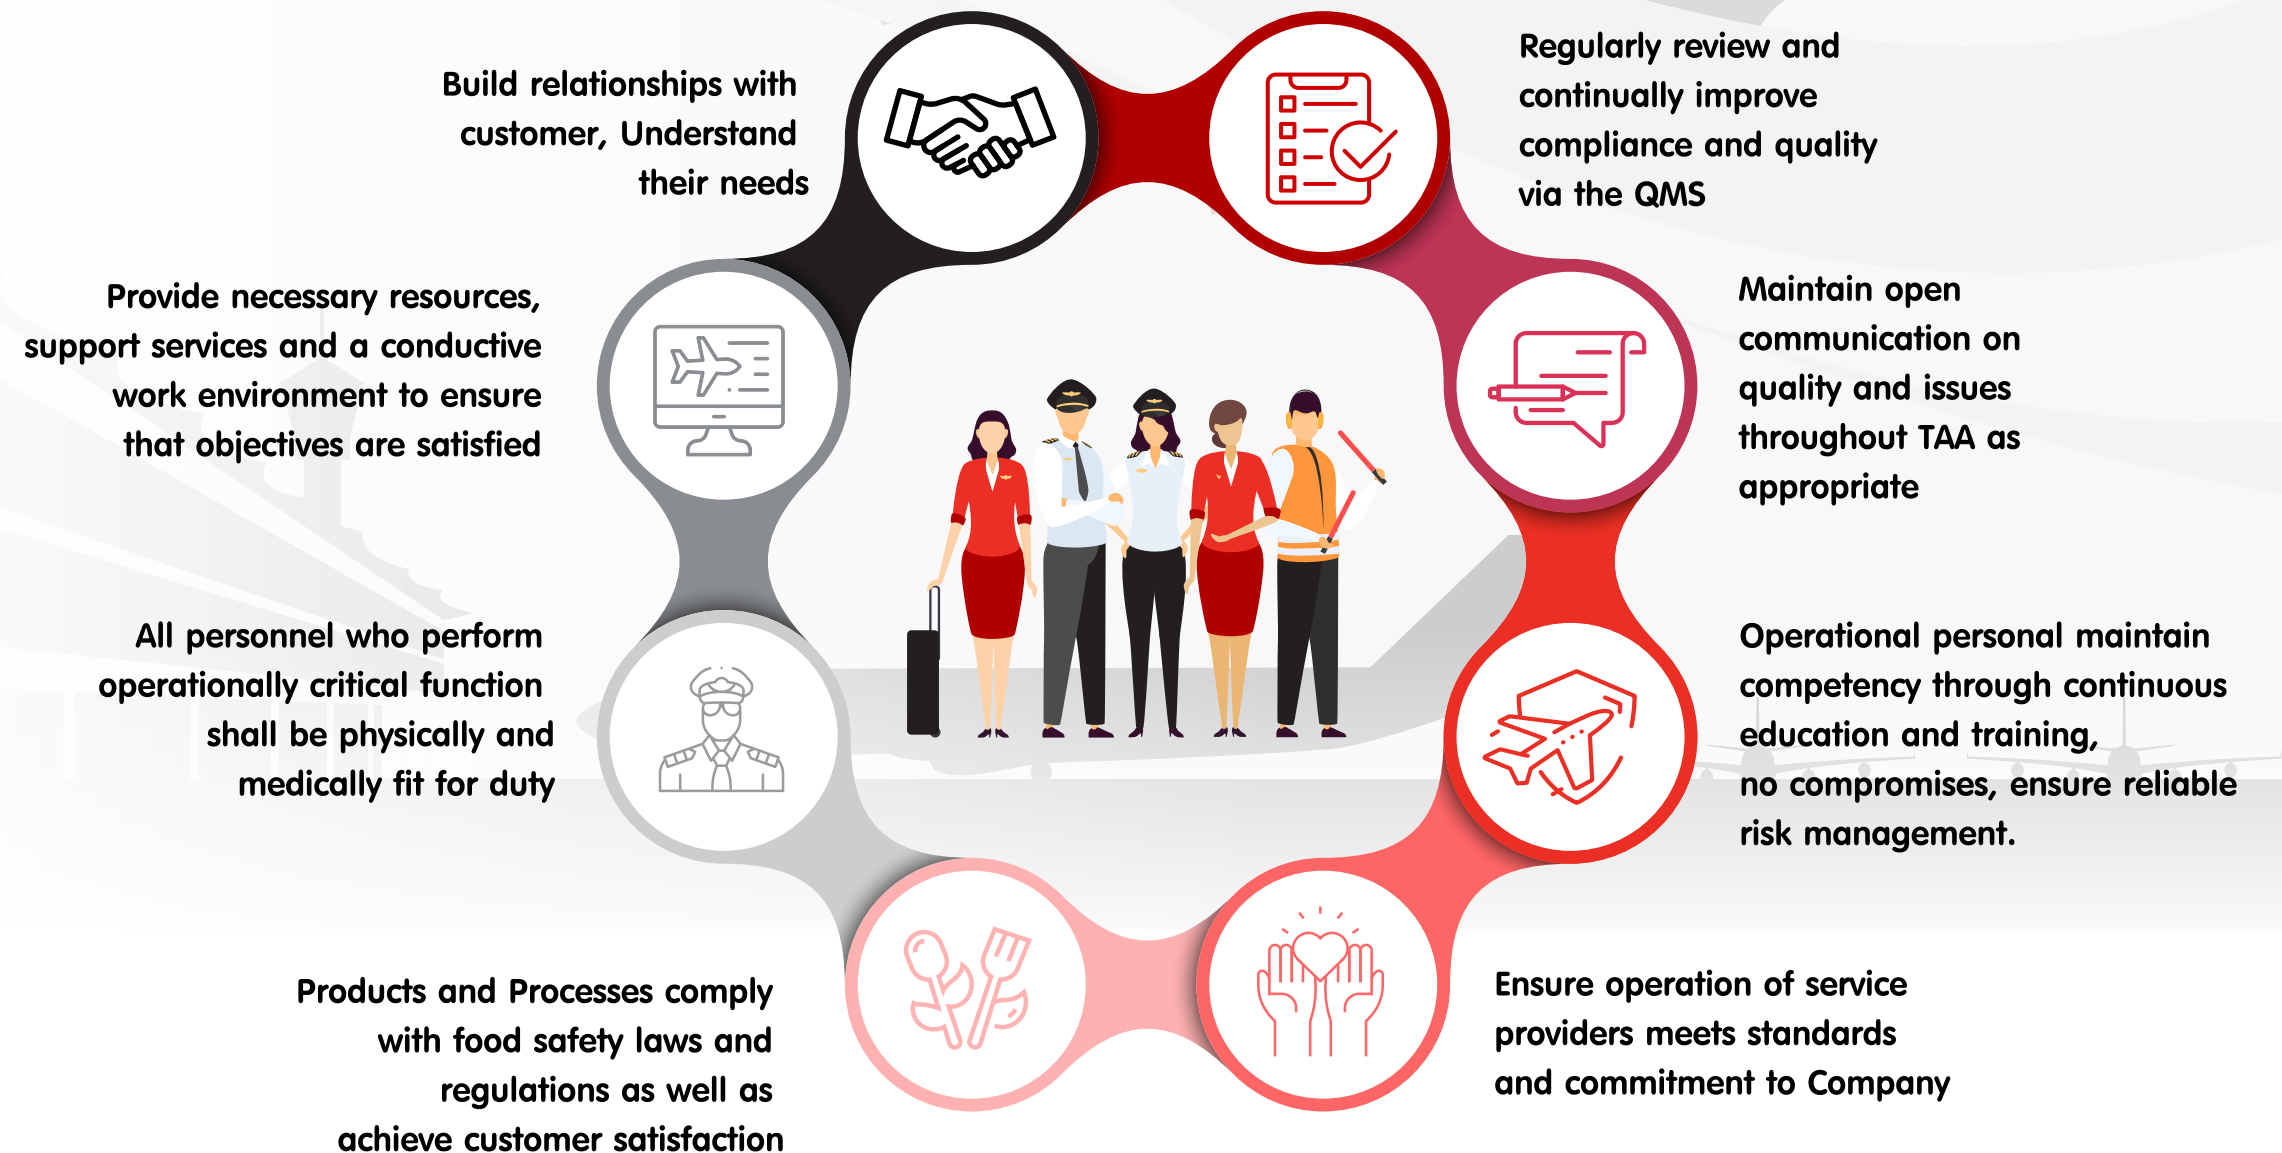 Build relationships with
customer, Understand
their needs
Regularly review and
continually improve
compliance and quality
via the QMS
Provide necessary resources,
support services and a conductive
work environment to ensure
that objectives are satisfied
Maintain open
communication on
quality and issues
throughout TAA as
appropriate
All personnel who perform
operationally critical function
shall be physically and
medically fit for duty
Operational personal maintain
competency through continuous
education and training,
no compromises, ensure reliable
risk management.
Products and Processes comply
with food safety laws and
regulations as well as
achieve customer satisfaction
Ensure operation of service
providers meets standards
and commitment to Company